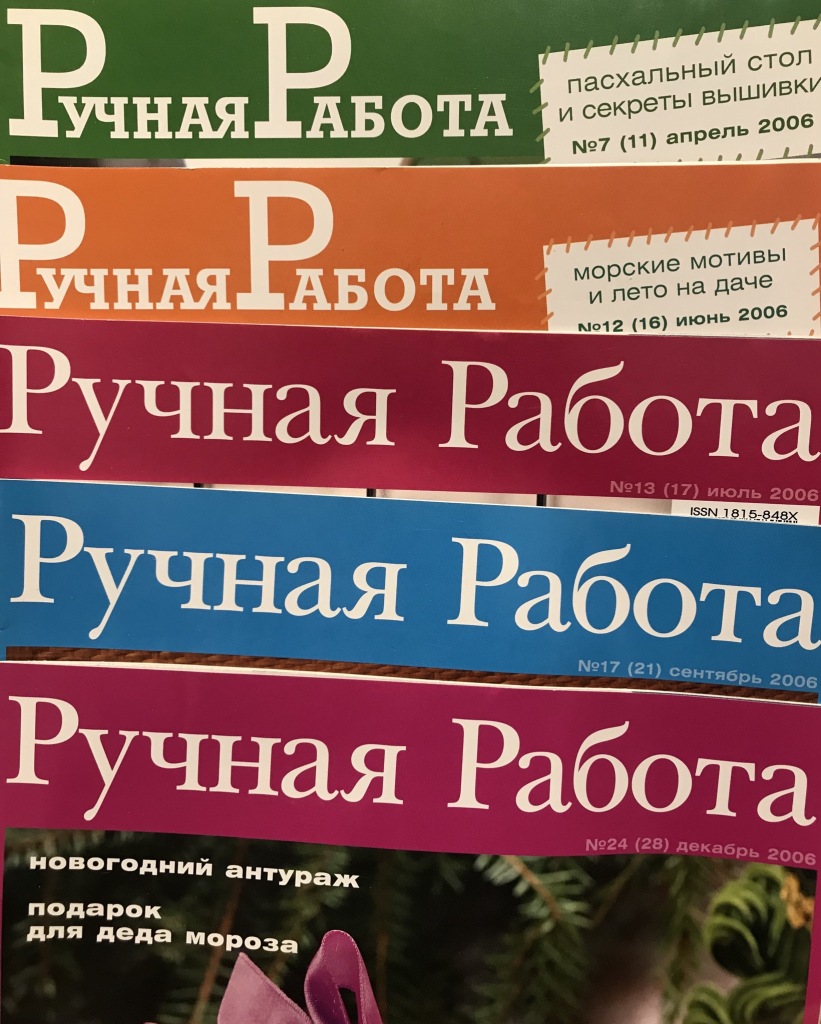 Ручная Работа
пасхальный стол
и секреты вышивки
№7 (11) апрель 2006
Ручная Работа
морские мотивы
и лето на даче
№12 (16) июнь 2006
Ручная Работа
№13 (17) июль 2006
ISSN 1815-848X
Ручная Работа
№17 (21) сентябрь 2006
Ручная Работа
№24 (28) декабрь 2006
новогодний антураж
подарок
для деда мороза